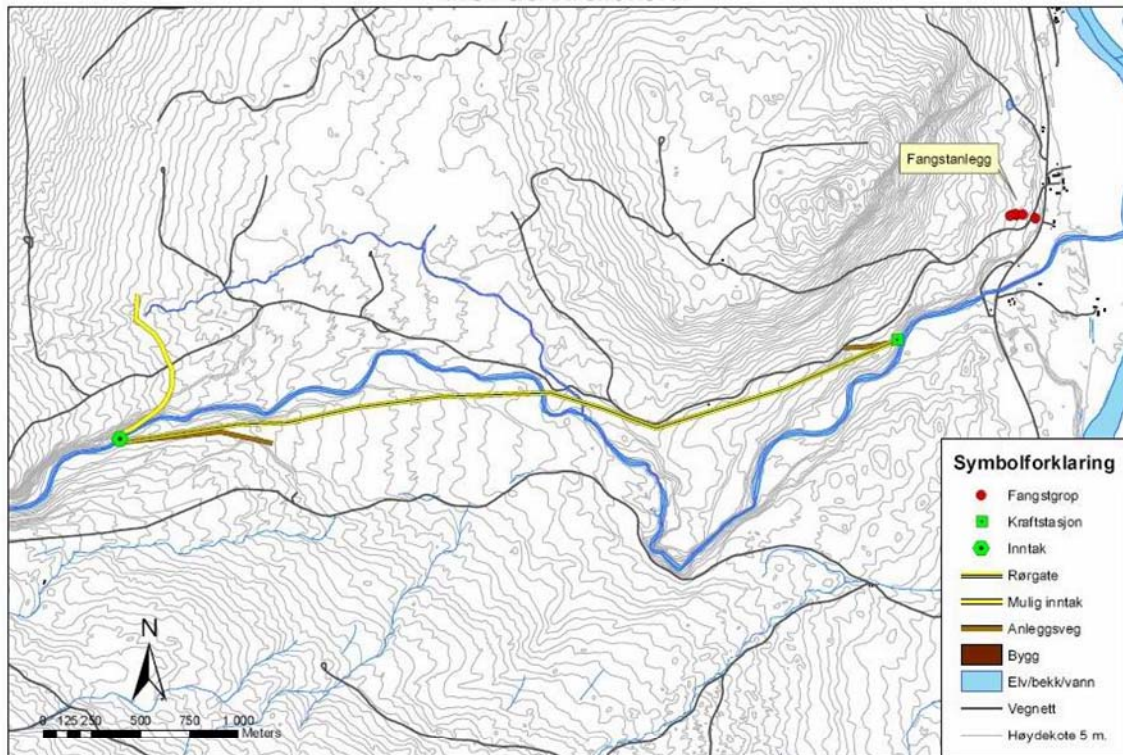 Fangstanlegg
Symbolforklaring
Fangstgrop
Kraftstasjon
Inntak
Rørgate
Mulig inntak
Anleggsveg
Bygg
Elv/bekk/vann
Vegnett
Høydekote 5 m.
N
0 125 250 500 750 1 000
Meters